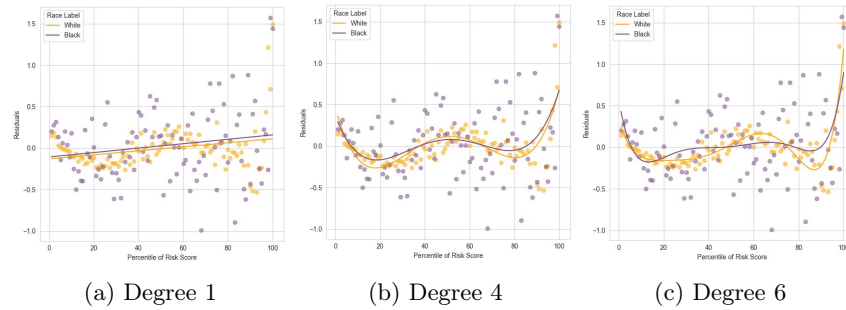 Race Label
White
Black
Residuals
1.5
1.0
0.5
0.0
−0.5
−1.0
0
20
40
60
80
100
Percentile of Risk Score
(a) Degree 1
Race Label
White
Black
Residuals
1.5
1.0
0.5
0.0
−0.5
−1.0
0
20
40
60
80
100
Percentile of Risk Score
(b) Degree 4
Race Label
White
Black
Residuals
1.5
1.0
0.5
0.0
−0.5
−1.0
0
20
40
60
80
100
Percentile of Risk Score
(c) Degree 6